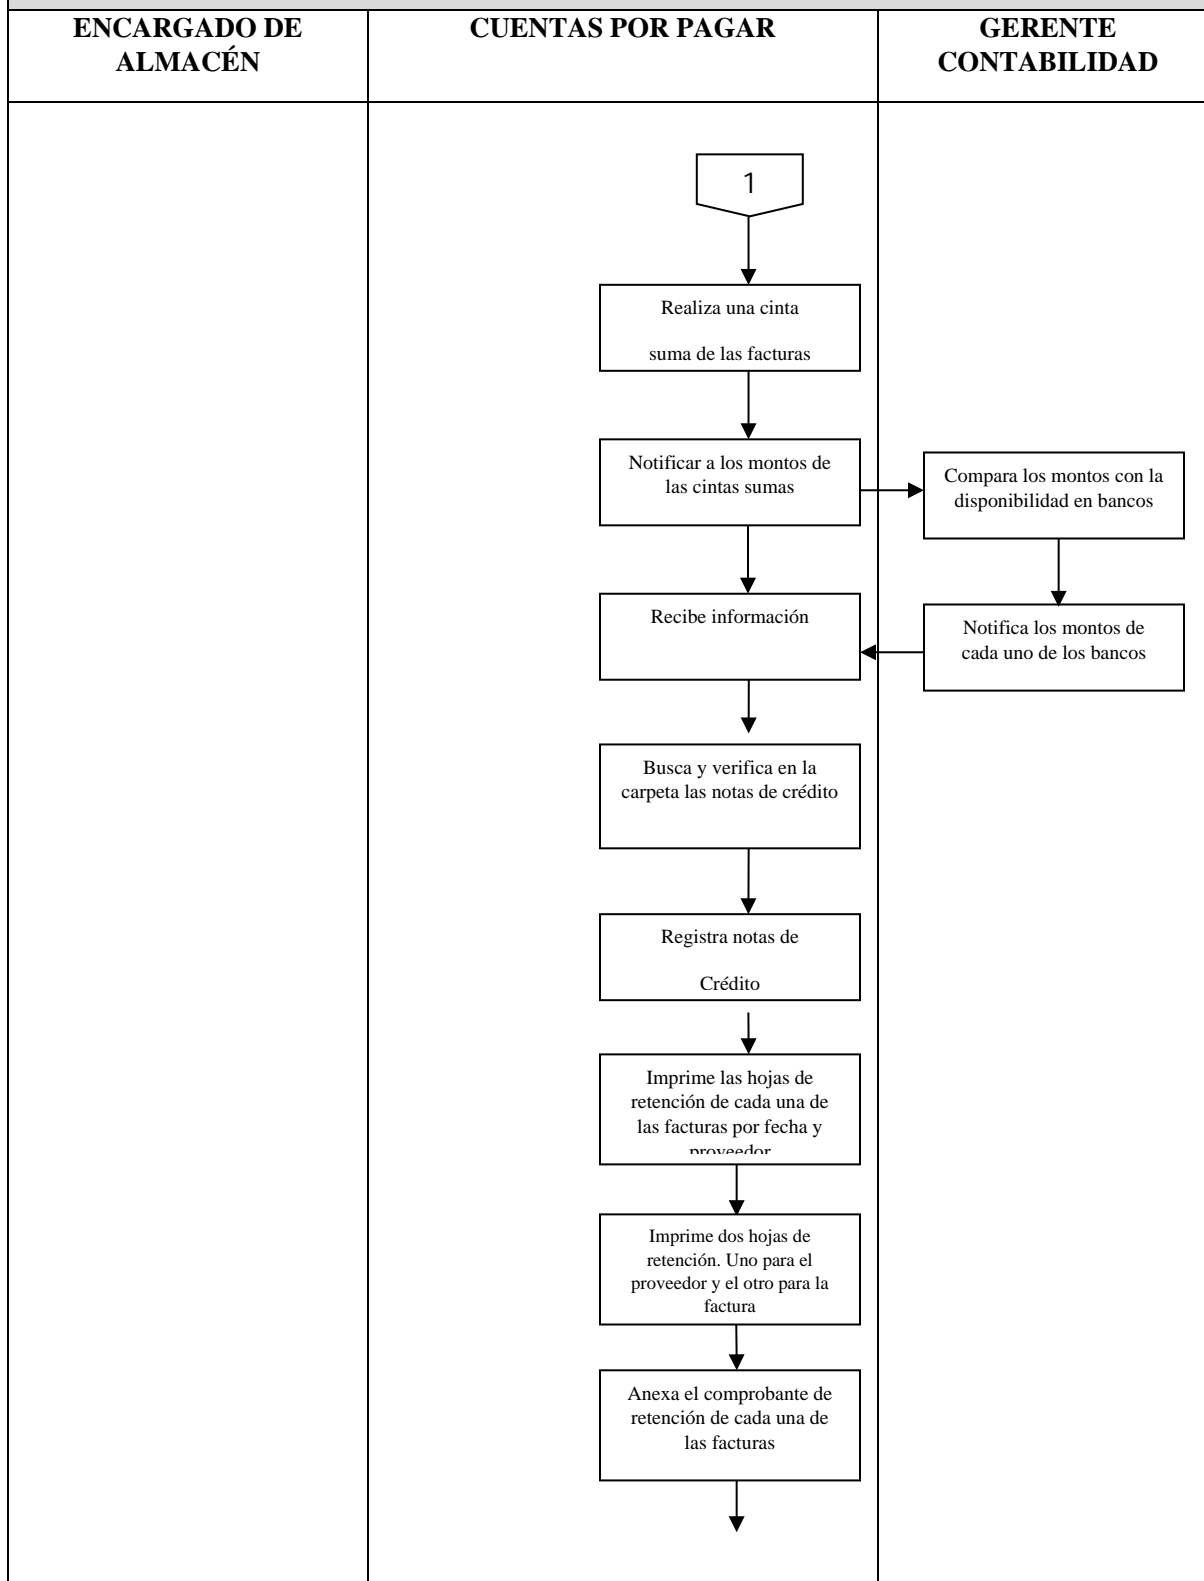 ENCARGADO DE
ALMACÉN
CUENTAS POR PAGAR
GERENTE
CONTABILIDAD
1
Realiza una cinta
suma de las facturas
Notificar a los montos de
las cintas sumas
Compara los montos con la
disponibilidad en bancos
Recibe información
Notifica los montos de
cada uno de los bancos
Busca y verifica en la
carpeta las notas de crédito
Registra notas de
Crédito
Imprime las hojas de
retención de cada una de
las facturas por fecha y
proveedor
Imprime dos hojas de
retención. Uno para el
proveedor y el otro para la
factura
Anexa el comprobante de
retención de cada una de
las facturas